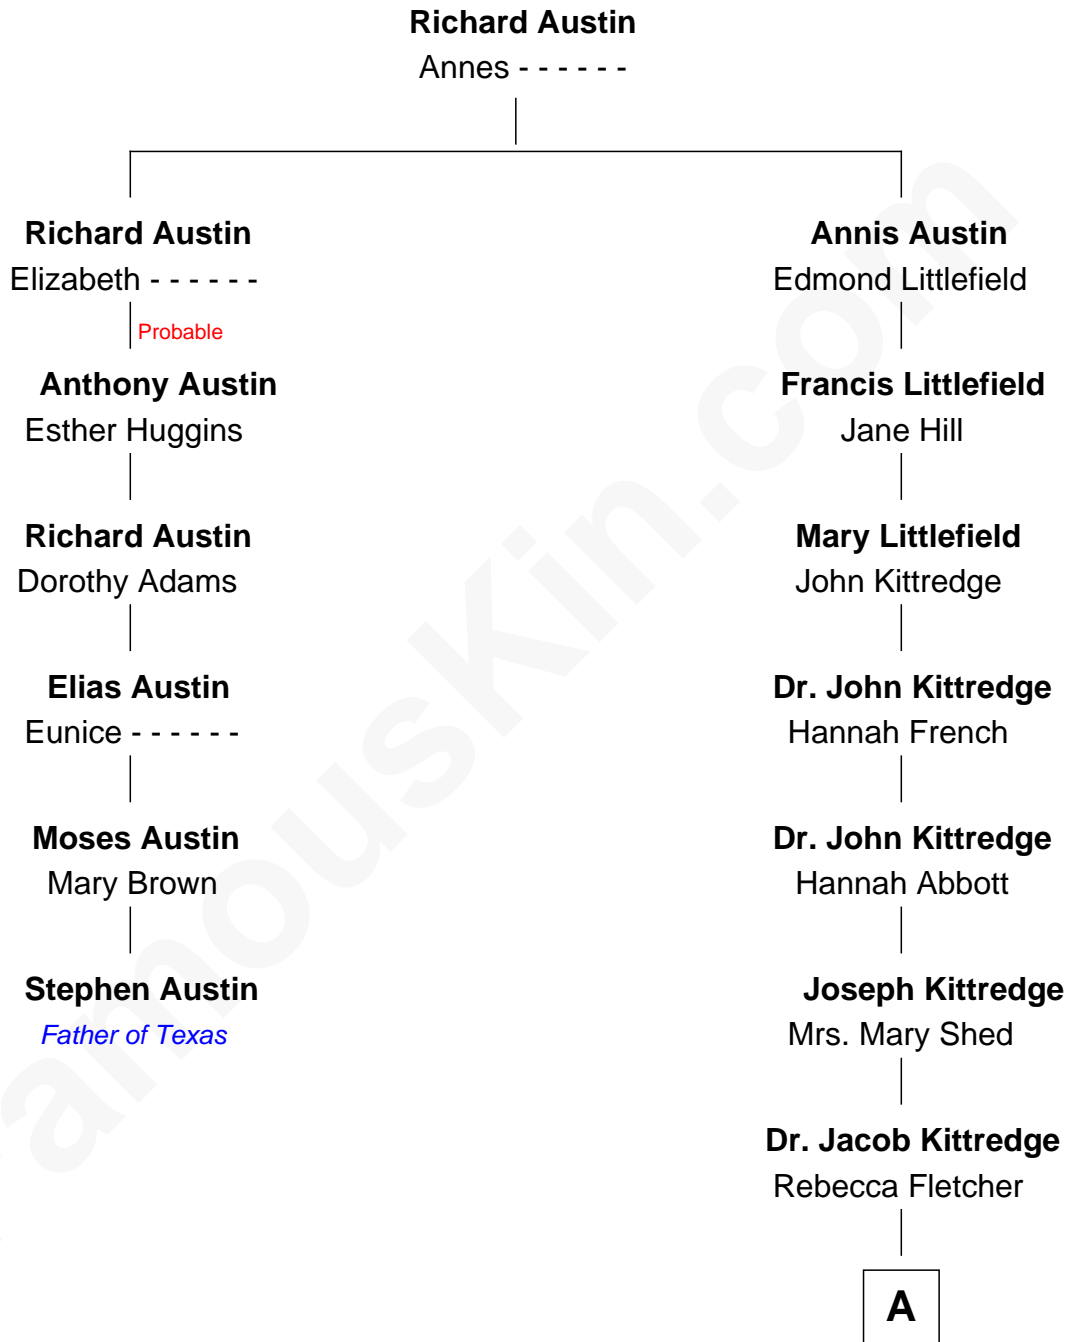 Richard Austin
Annes - - - - - -
Richard Austin
Elizabeth - - - - - -
Probable
Anthony Austin
Esther Huggins
Richard Austin
Dorothy Adams
Elias Austin
Eunice - - - - - -
Moses Austin
Mary Brown
Stephen Austin
Father of Texas
Annis Austin
Edmond Littlefield
Francis Littlefield
Jane Hill
Mary Littlefield
John Kittredge
Dr. John Kittredge
Hannah French
Dr. John Kittredge
Hannah Abbott
Joseph Kittredge
Mrs. Mary Shed
Dr. Jacob Kittredge
Rebecca Fletcher
A
amousKin.com